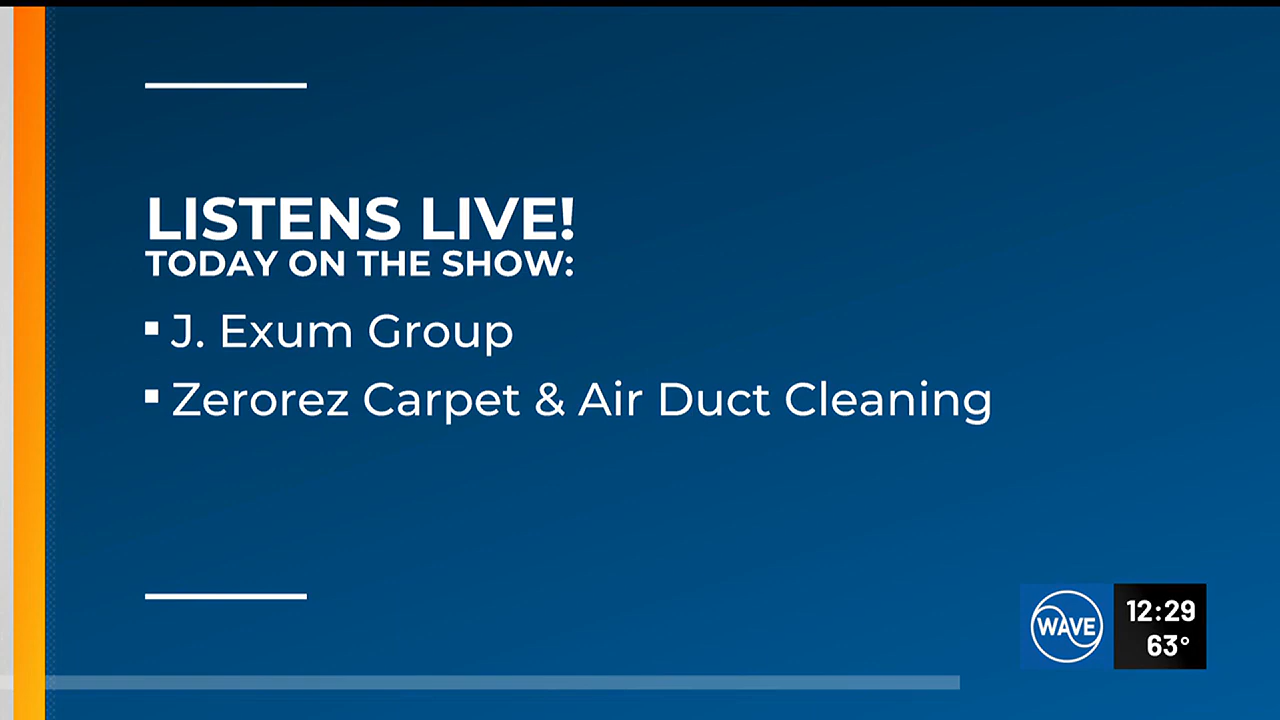 LISTENS LIVE!
TODAY ON THE SHOW:
▪ J. Exum Group
▪ Zerorez Carpet & Air Duct Cleaning
WAVE
12:29
63°